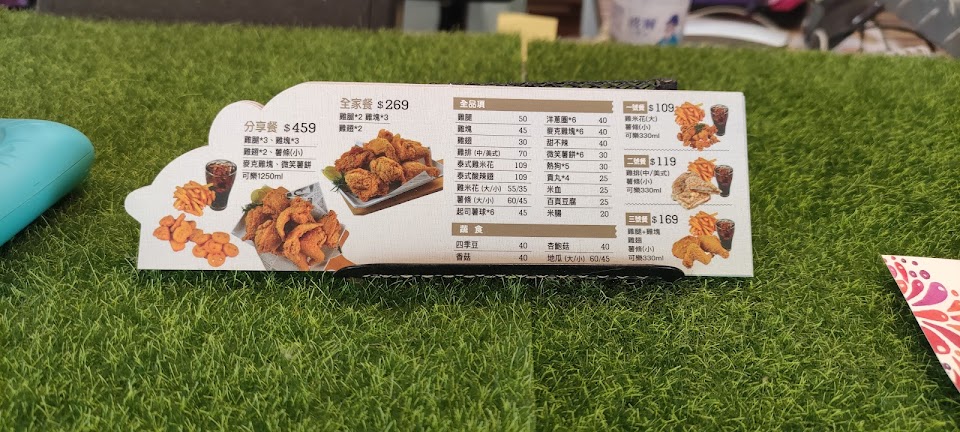 分享餐 $459
雞腿*3、雞塊*3
雞翅*2、薯條(小)
麥克雞塊、微笑薯餅
可樂1250ml
全家餐 $269
雞腿*2 雞塊*3
雞翅*2
全品項
雞腿 50
雞塊 45
雞翅 30
雞排 (中/美式) 70
泰式雞米花 109
泰式酸辣翅 109
雞米花 (大/小) 55/35
薯條 (大/小) 60/45
起司薯球*6 45
洋蔥圈*6 40
麥克雞塊*6 40
甜不辣 40
微笑薯餅*6 30
熱狗*5 30
貢丸*4 25
米血 25
百頁豆腐 25
米腸 20
蔬食
四季豆 40
香菇 40
杏鮑菇 40
地瓜 (大/小) 60/45
一號餐 $109
雞米花(大)
薯條(小)
可樂330ml
二號餐 $119
雞排(中/美式)
薯條(小)
可樂330ml
三號餐 $169
雞腿+雞塊
雞翅
薯條(小)
可樂330ml